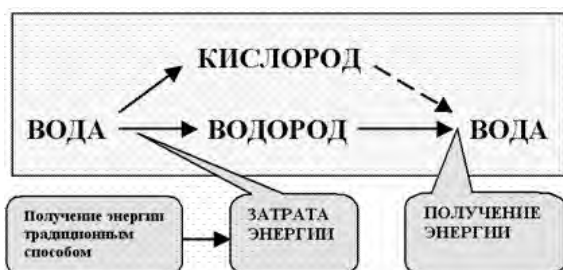 КИСЛОРОД
ВОДА ВОДОРОД ВОДА
Получение энергии
традиционным
способом
ЗАТРАТА
ЭНЕРГИИ
ПОЛУЧЕНИЕ
ЭНЕРГИИ